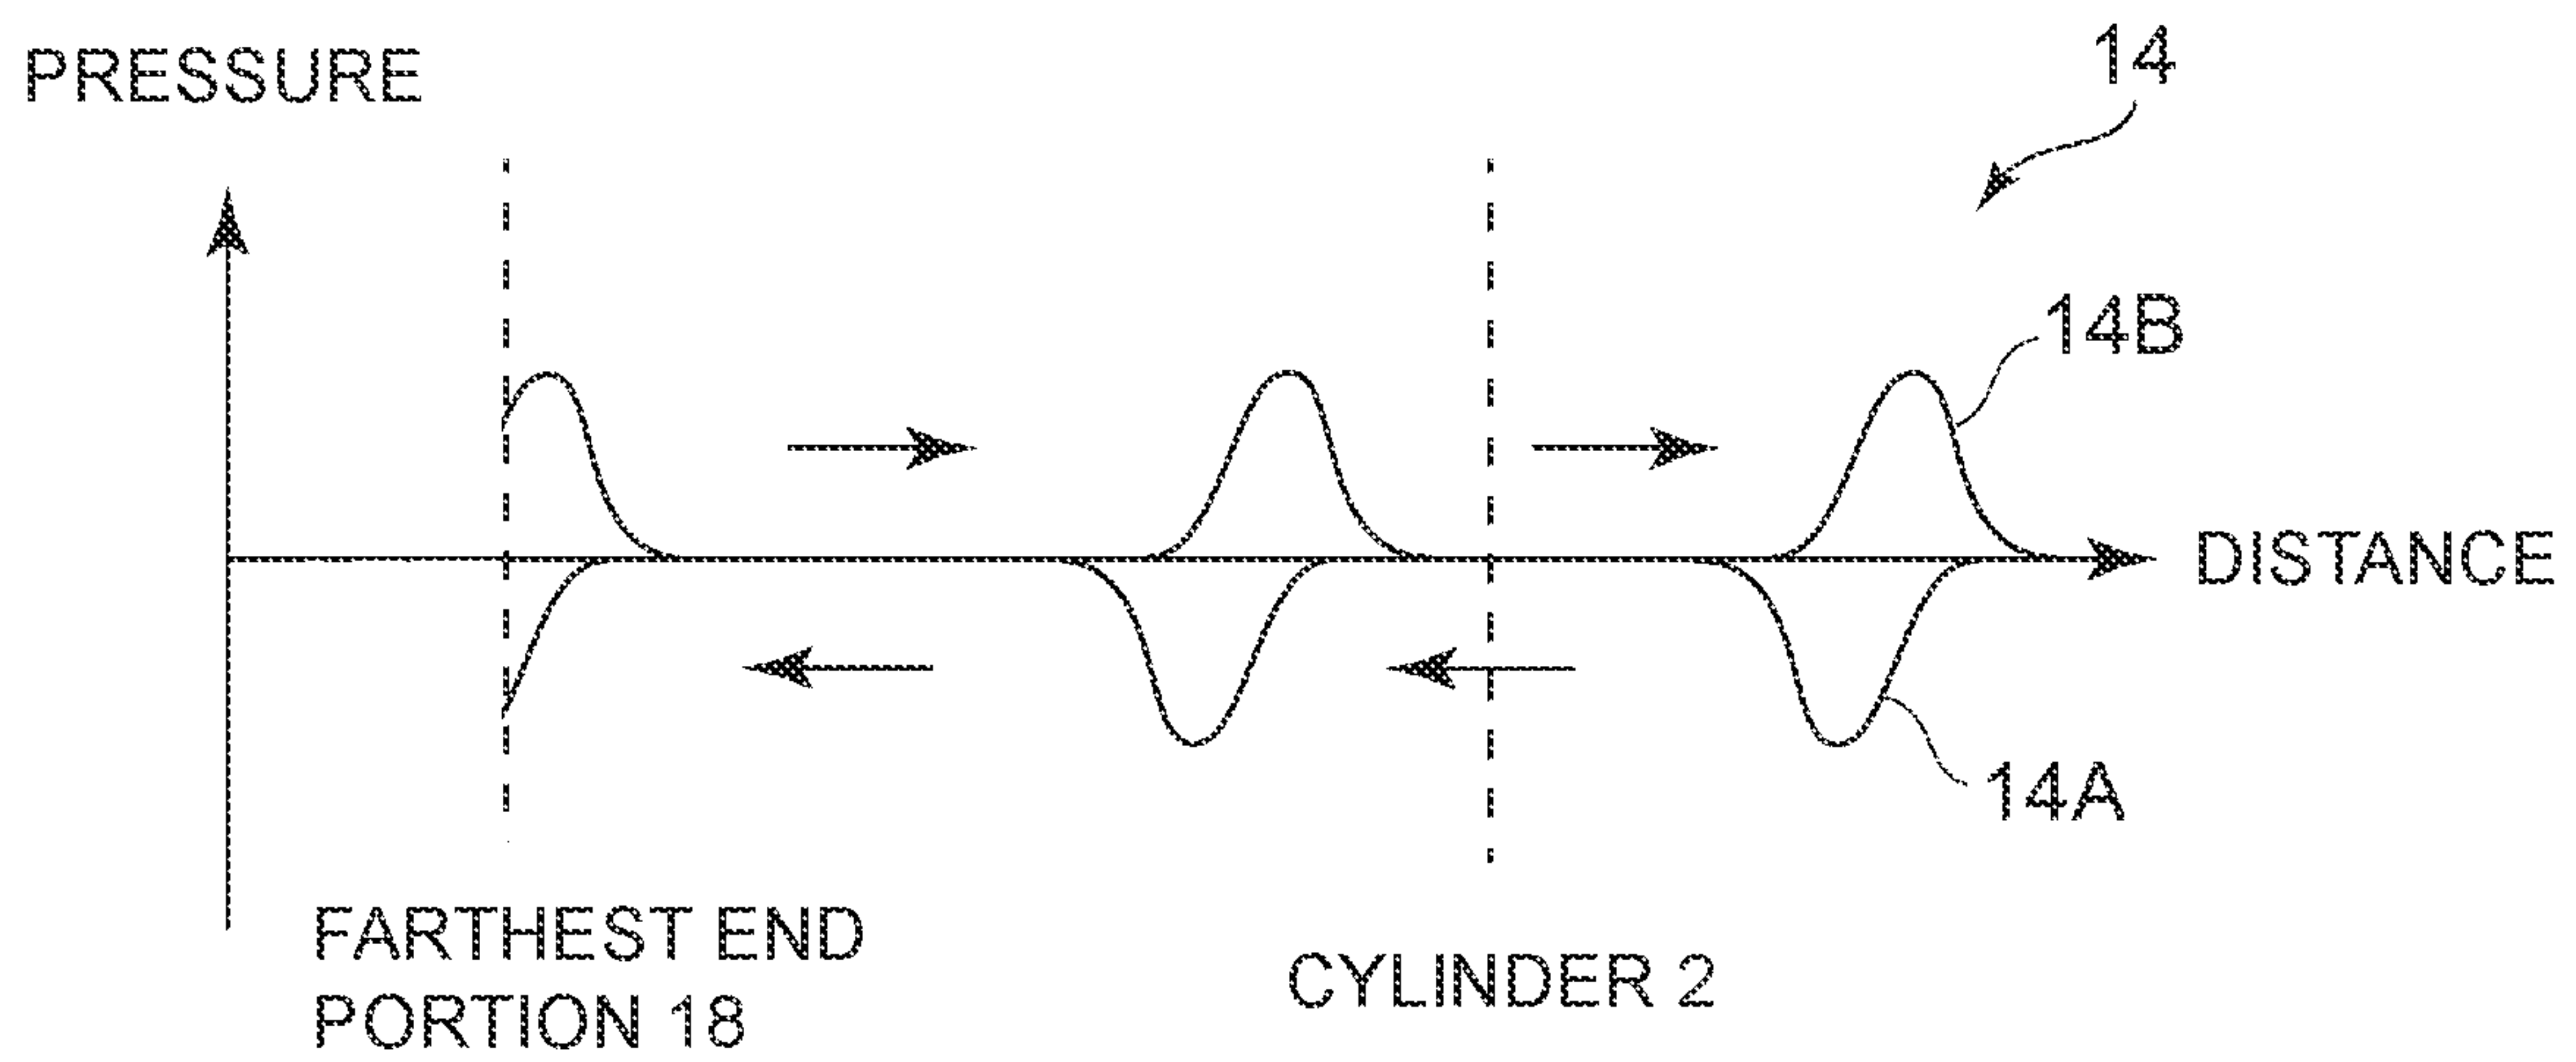 PRESSURE
14
14B
DISTANCE
14A
FARTHEST END
PORTION 18
CYLINDER 2